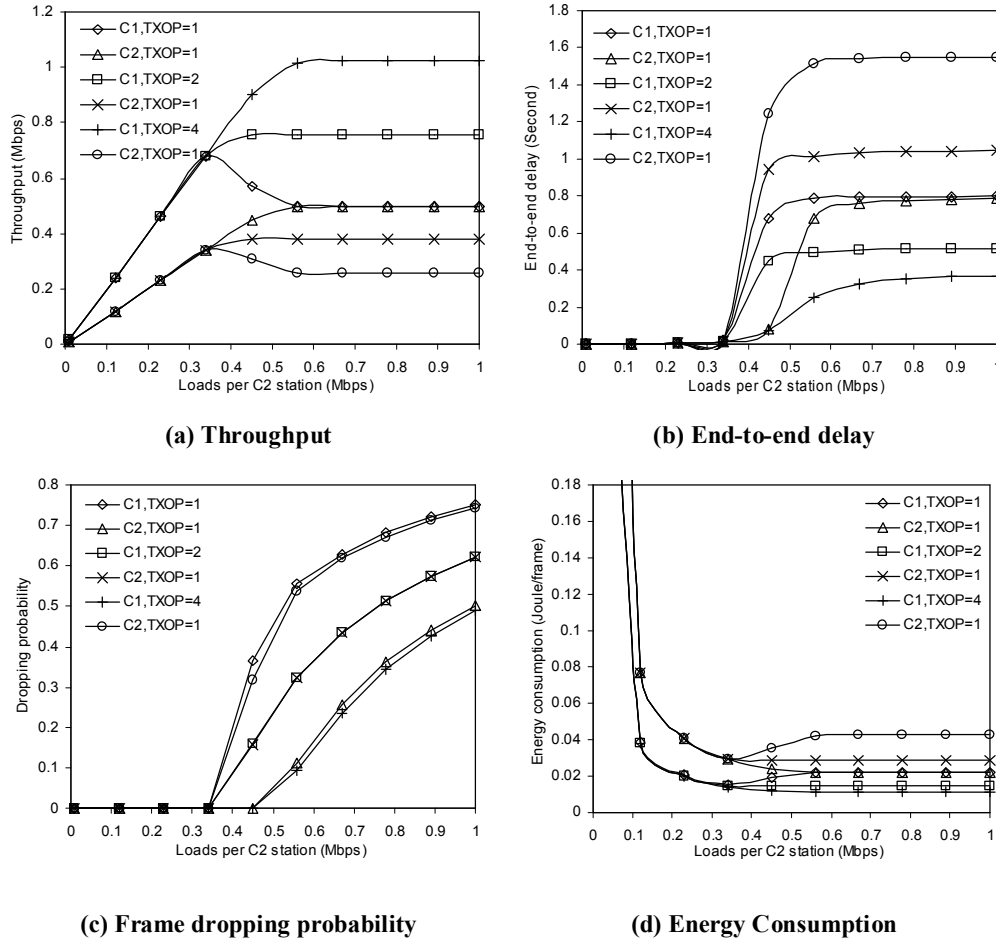 1.2
1
0.8
0.6
0.4
0.2
0
Throughput (Mbps)
C1,TXOP=1
C2,TXOP=1
C1,TXOP=2
C2,TXOP=1
C1,TXOP=4
C2,TXOP=1
0 0.1 0.2 0.3 0.4 0.5 0.6 0.7 0.8 0.9 1
Loads per C2 station (Mbps)
(a) Throughput
1.8
1.6
1.4
1.2
1.0
0.8
0.6
0.4
0.2
0
End-to-end delay (Second)
C1,TXOP=1
C2,TXOP=1
C1,TXOP=2
C2,TXOP=1
C1,TXOP=4
C2,TXOP=1
0 0.1 0.2 0.3 0.4 0.5 0.6 0.7 0.8 0.9 1
Loads per C2 station (Mbps)
(b) End-to-end delay
0.8
0.7
0.6
0.5
0.4
0.3
0.2
0.1
0
Dropping probability
C1,TXOP=1
C2,TXOP=1
C1,TXOP=2
C2,TXOP=1
C1,TXOP=4
C2,TXOP=1
0 0.1 0.2 0.3 0.4 0.5 0.6 0.7 0.8 0.9 1
Loads per C2 station (Mbps)
(c) Frame dropping probability
0.18
0.16
0.14
0.12
0.1
0.08
0.06
0.04
0.02
0
Energy consumption (Joule/frame)
C1,TXOP=1
C2,TXOP=1
C1,TXOP=2
C2,TXOP=1
C1,TXOP=4
C2,TXOP=1
0 0.1 0.2 0.3 0.4 0.5 0.6 0.7 0.8 0.9 1
Loads per C2 station (Mbps)
(d) Energy Consumption